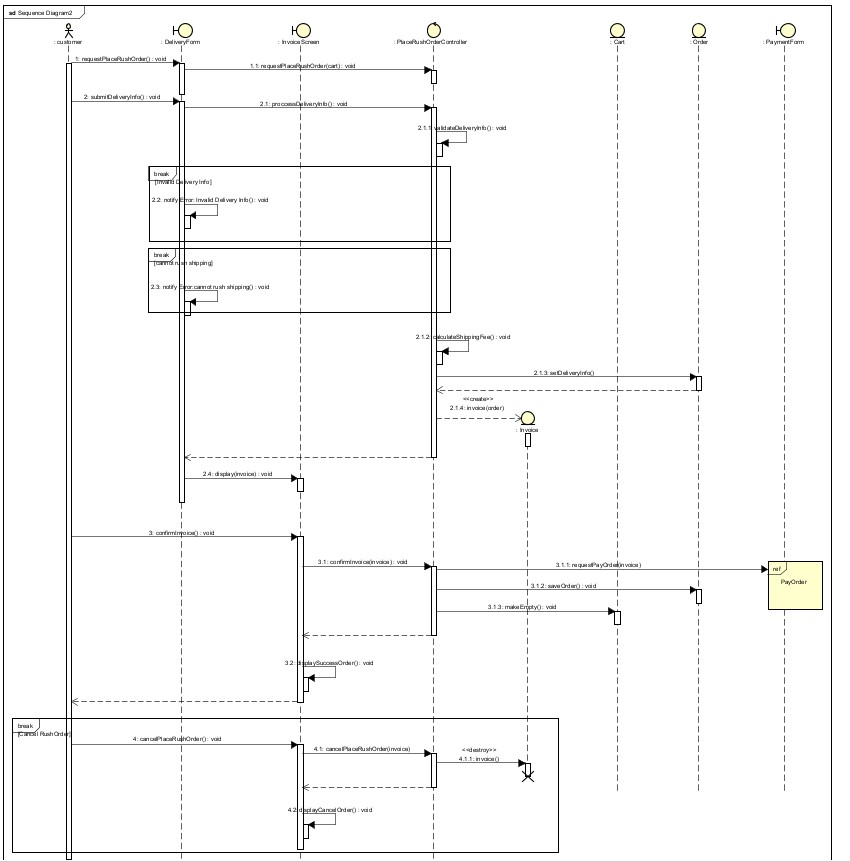 sd Sequence Diagram2
: customer
: DeliveryForm
: InvoiceScreen
: PlaceRushOrderController
: Cart
: Order
: PaymentForm
1: requestPlaceRushOrder() : void
1.1: requestPlaceRushOrder(cart) : void
2: submitDeliveryInfo() : void
2.1: proccessDeliveryInfo() : void
2.1.1: validateDeliveryInfo() : void
break
[Invalid Delivery Info]
2.2: notify Error: Invalid Delivery Info() : void
break
[cannot rush shipping]
2.3: notify Error:cannot rush shipping() : void
2.1.2: calculateShippingFee() : void
2.1.3: setDeliveryInfo()
<<create>>
2.1.4: invoice(order)
: Invoice
2.4: display(invoice) : void
3: confirmInvoice() : void
3.1: confirmInvoice(invoice) : void
3.1.1: requestPayOrder(invoice)
ref
PayOrder
3.1.2: saveOrder() : void
3.1.3: makeEmpty() : void
3.2: displaySuccessOrder() : void
break
[Cancel RushOrder]
4: cancelPlaceRushOrder() : void
4.1: cancelPlaceRushOrder(invoice)
<<destroy>>
4.1.1: invoice()
4.2: displayCancelOrder() : void